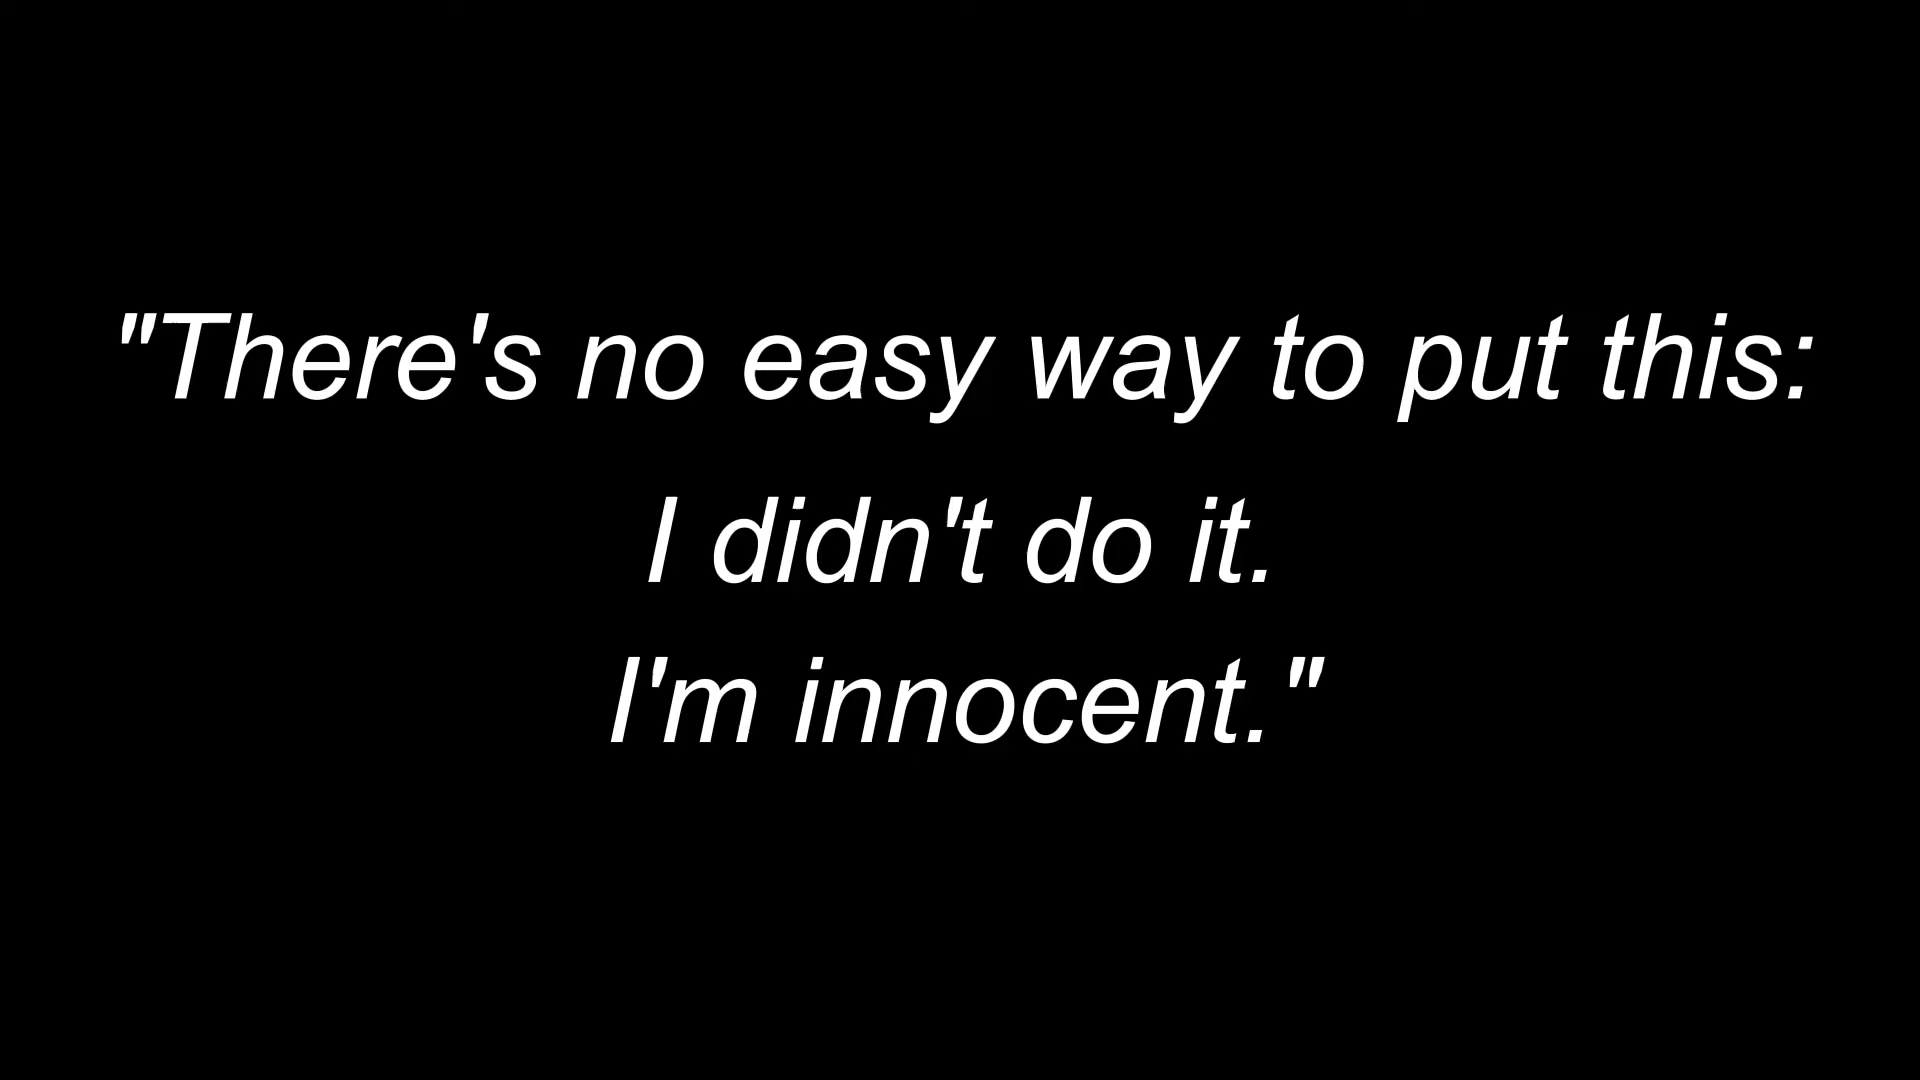 "There's no easy way to put this:
I didn't do it.
I'm innocent."